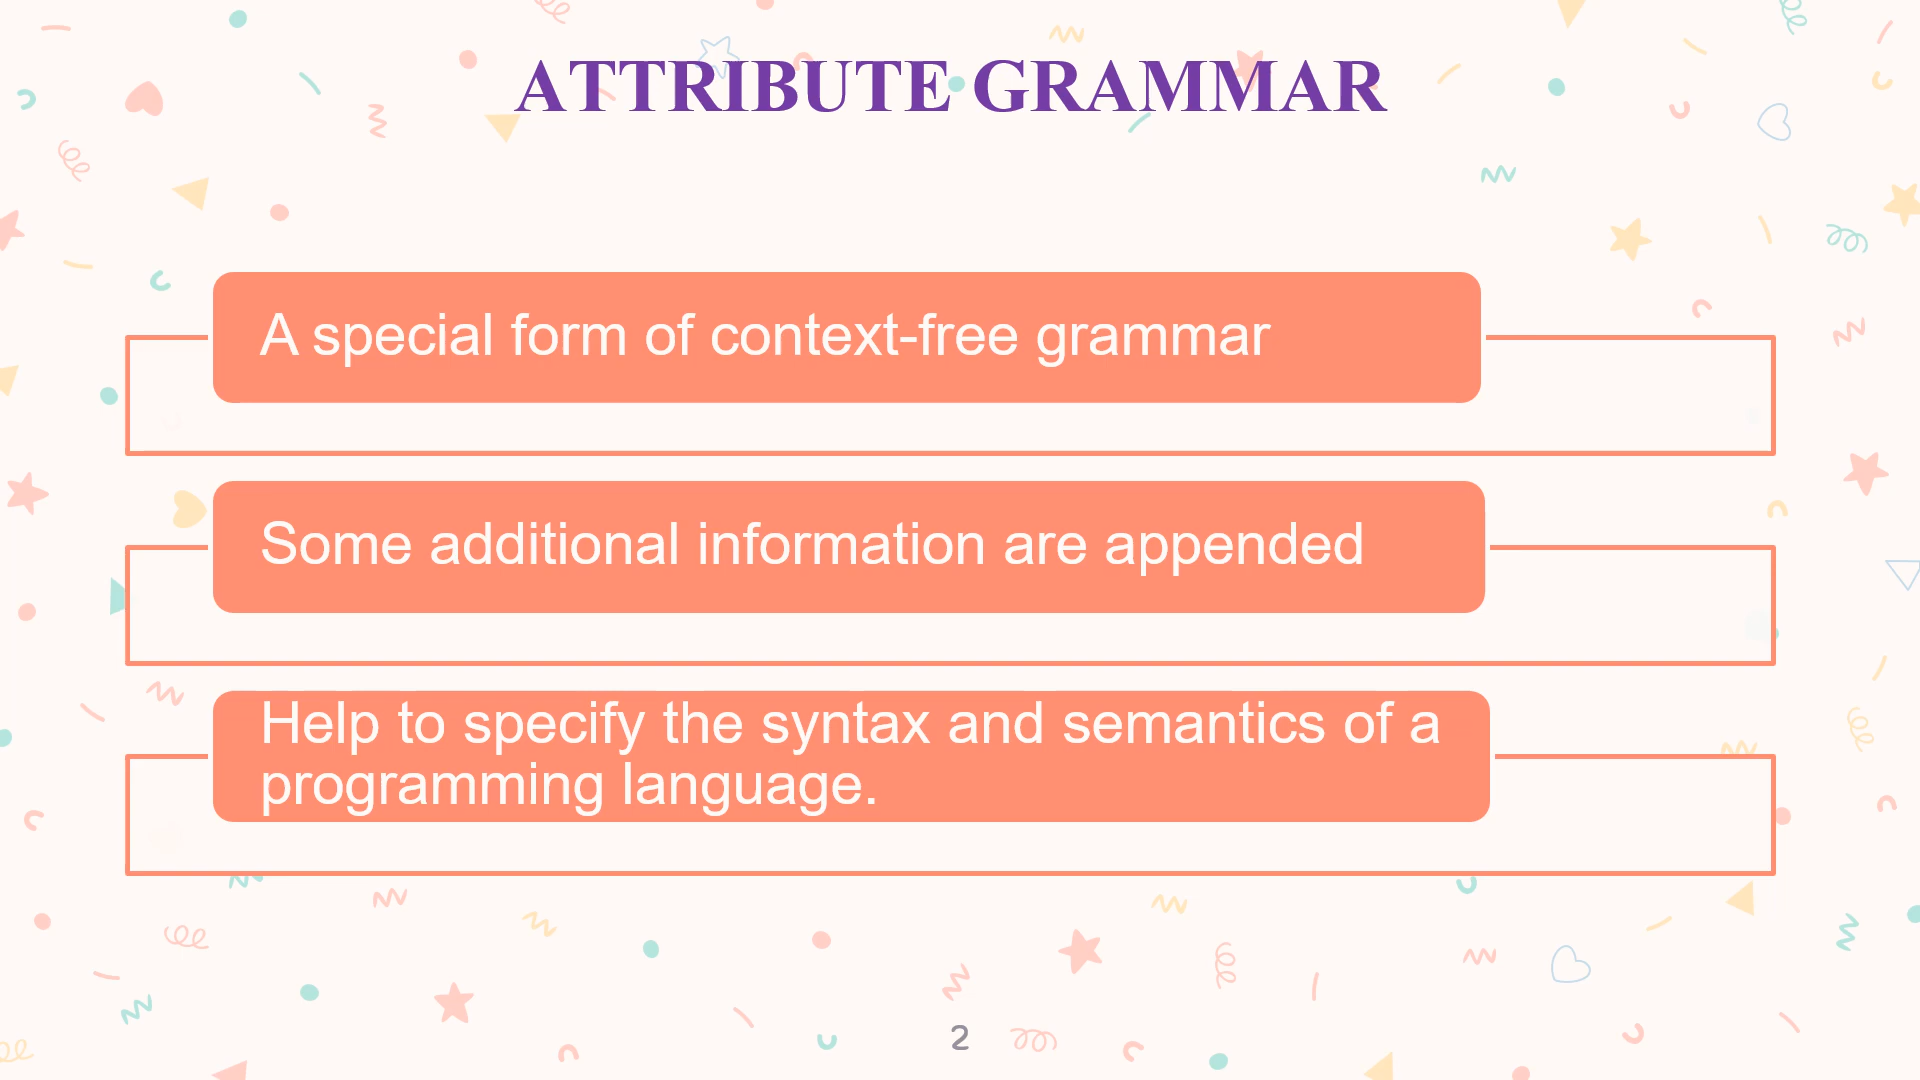 ATTRIBUTE GRAMMAR
A special form of context-free grammar
Some additional information are appended
Help to specify the syntax and semantics of a
programming language.
2